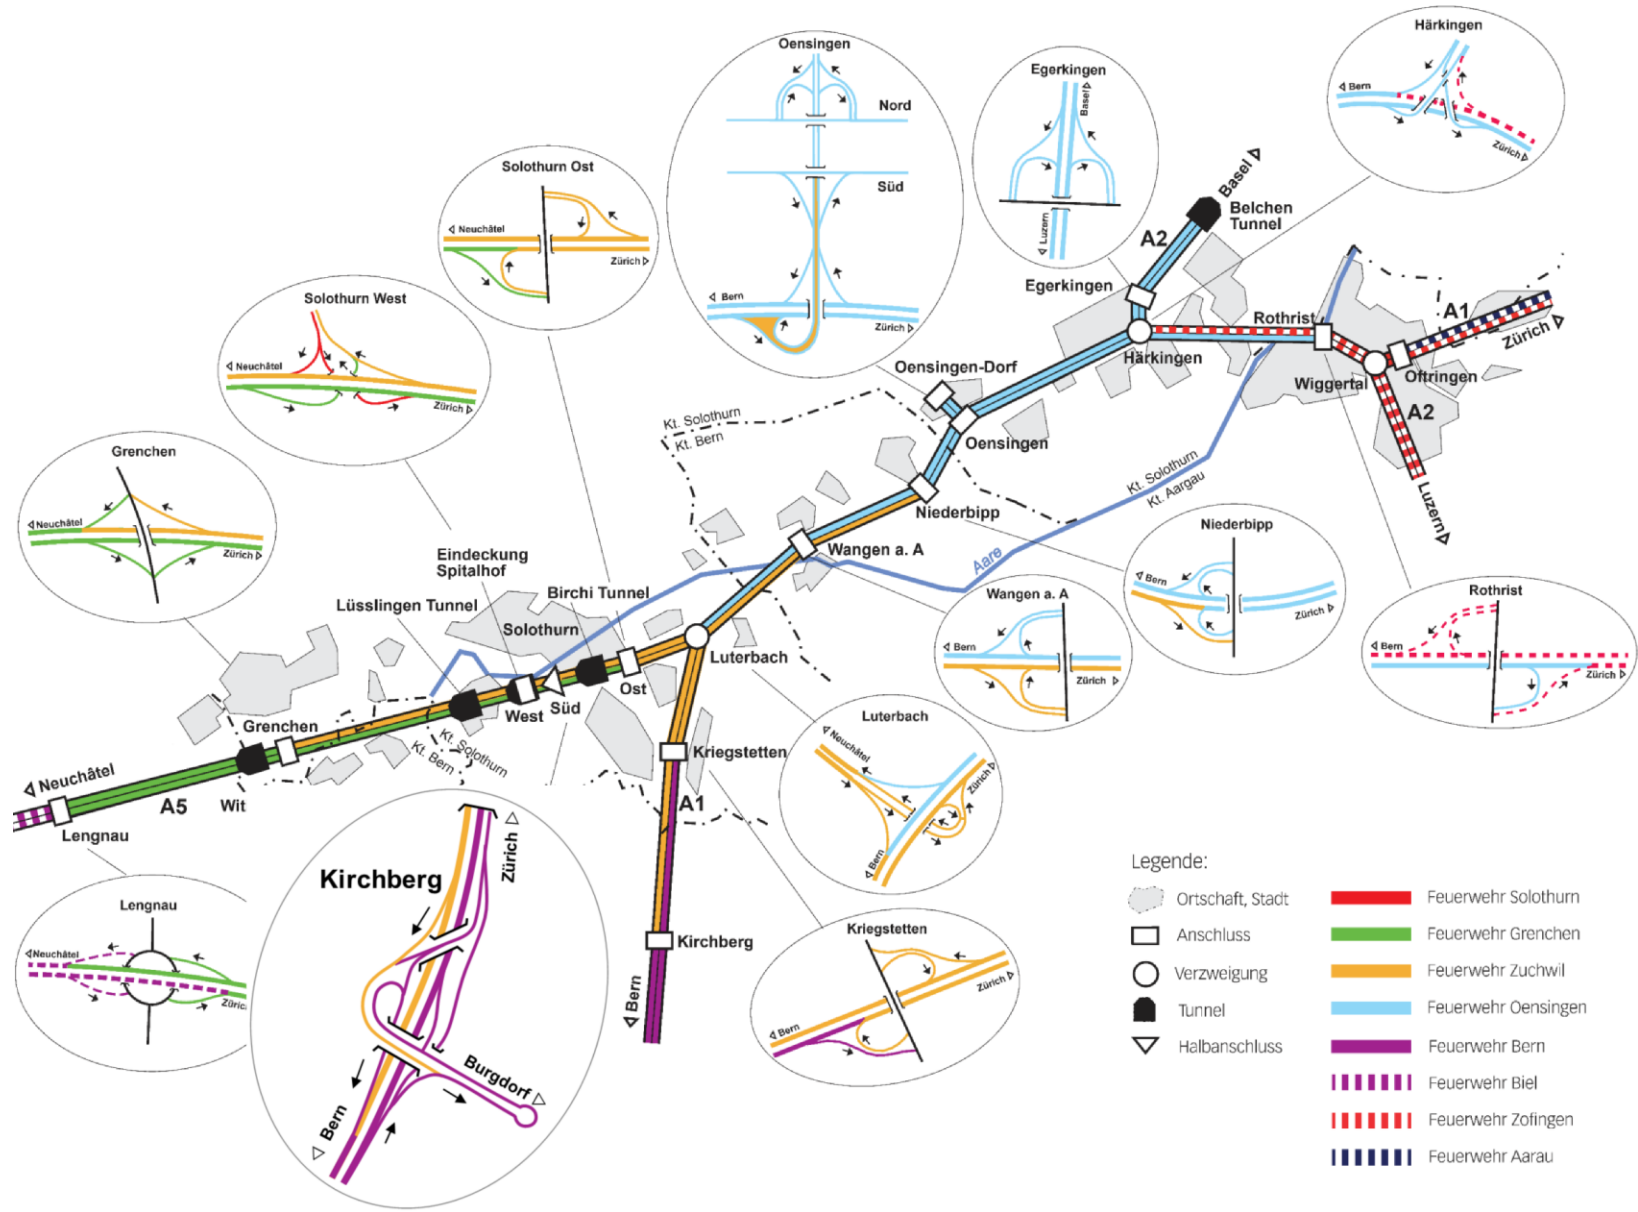 Härkingen
◁ Bern
Zürich ▷
Oensingen
Nord
Süd
◁ Bern
Zürich ▷
Egerkingen
Basel ▷
◁ Luzern
Solothurn Ost
◁ Neuchâtel
Zürich ▷
Solothurn West
◁ Neuchâtel
Zürich ▷
Grenchen
◁ Neuchâtel
Zürich ▷
Basel ▷
Belchen
Tunnel
A2
Egerkingen
Härkingen
Rothrist
A1
Zürich ▷
Wiggertal
Oftringen
A2
Luzern ▷
Oensingen-Dorf
Oensingen
Kt. Solothurn
Kt. Bern
Kt. Solothurn
Kt. Aargau
Niederbipp
Aare
Wangen a. A
Eindeckung
Spitalhof
Birchi Tunnel
Lüsslingen Tunnel
Solothurn
Luterbach
Ost
Süd
West
Grenchen
Kt. Solothurn
Kt. Bern
Kriegstetten
◁ Neuchâtel
A5
Wit
Lengnau
A1
Kirchberg
◁ Bern
Niederbipp
◁ Bern
Zürich ▷
Wangen a. A
◁ Bern
Zürich ▷
Rothrist
◁ Bern
Zürich ▷
Luterbach
◁ Neuchâtel
Zürich ▷
◁ Bern
Kriegstetten
◁ Bern
Zürich ▷
Lengnau
◁ Neuchâtel
Züric
Kirchberg
Zürich ▷
Burgdorf ▷
◁ Bern
Legende:
Ortschaft, Stadt
Anschluss
Verzweigung
Tunnel
Halbanschluss
Feuerwehr Solothurn
Feuerwehr Grenchen
Feuerwehr Zuchwil
Feuerwehr Oensingen
Feuerwehr Bern
Feuerwehr Biel
Feuerwehr Zofingen
Feuerwehr Aarau